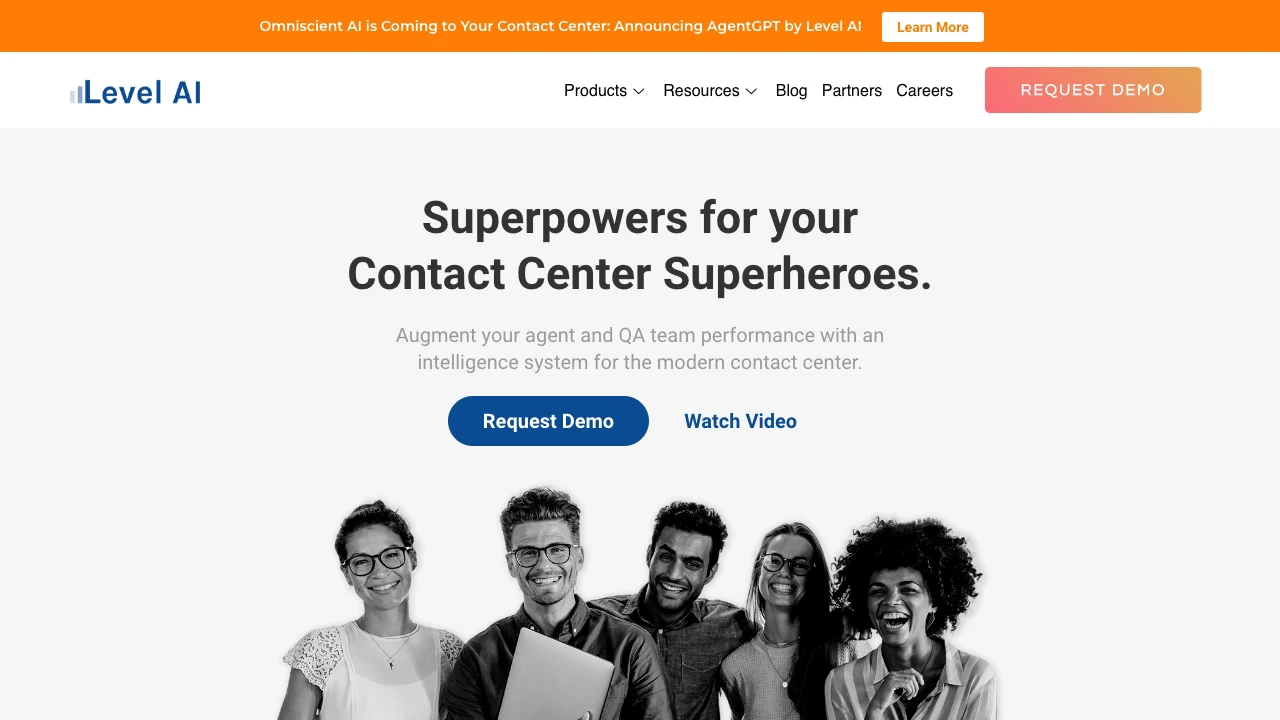 Omniscient AI is Coming to Your Contact Center: Announcing AgentGPT by Level AI
Learn More
Level AI
Products
Resources
Blog
Partners
Careers
REQUEST DEMO
Superpowers for your
Contact Center Superheroes.
Augment your agent and QA team performance with an
intelligence system for the modern contact center.
Request Demo
Watch Video